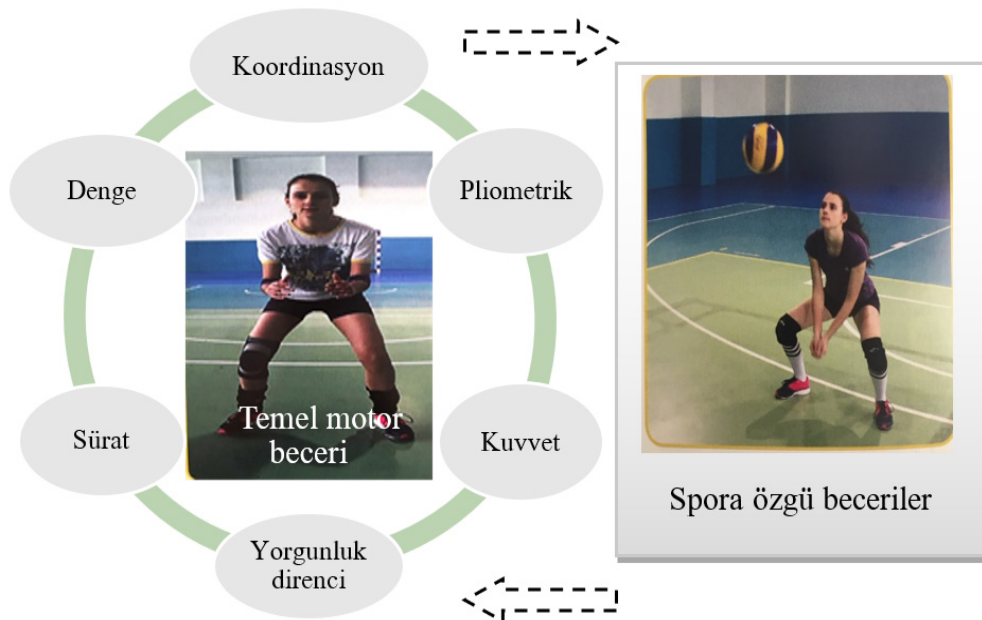 Koordinasyon
Denge
Pliometrik
Temel motor
beceri
Sürat
Kuvvet
Yorgunluk
direnci
Spora özgü beceriler